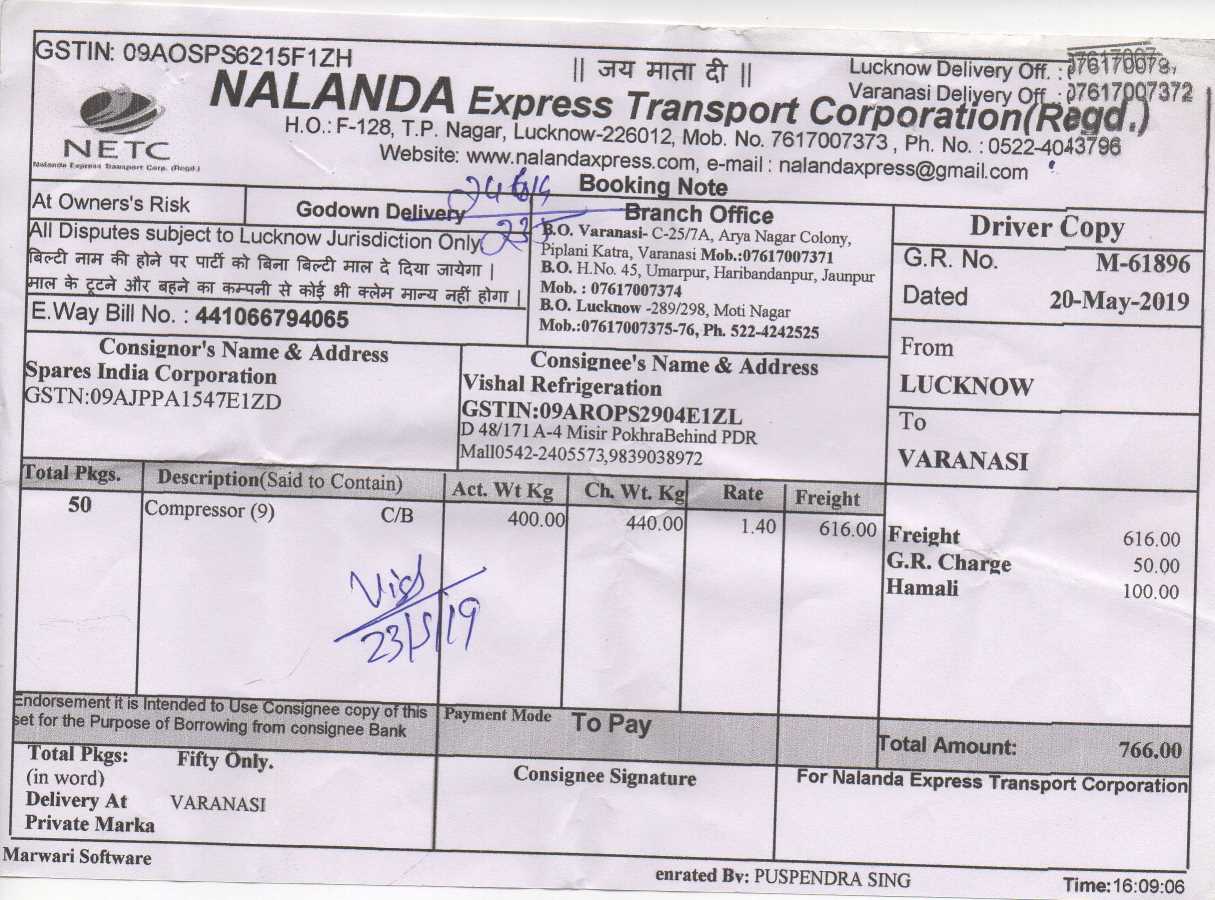 GSTIN: 09AOSPS6215F1ZH
|| जय माता दी ||
Lucknow Delivery Off. :
Varanasi Delivery Off. : 07617007372
NALANDA Express Transport Corporation(Regd.)
H.O.: F-128, T.P. Nagar, Lucknow-226012, Mob. No. 7617007373 , Ph. No. : 0522-4043796
Website: www.nalandaxpress.com, e-mail : nalandaxpress@gmail.com
NETC
Nalanda Express Transport Corp. (Regd.)
Booking Note
At Owners's Risk
Godown Delivery
All Disputes subject to Lucknow Jurisdiction Only
बिल्टी नाम की होने पर पार्टी को बिना बिल्टी माल दे दिया जायेगा |
माल के टूटने और बहने का कम्पनी से कोई भी क्लेम मान्य नहीं होगा |
E.Way Bill No. : 441066794065
Branch Office
B.O. Varanasi- C-25/7A, Arya Nagar Colony,
Piplani Katra, Varanasi Mob.:07617007371
B.O. H.No. 45, Umarpur, Haribandanpur, Jaunpur
Mob. : 07617007374
B.O. Lucknow -289/298, Moti Nagar
Mob.:07617007375-76, Ph. 522-4242525
Driver Copy
G.R. No. M-61896
Dated 20-May-2019
From
LUCKNOW
To
VARANASI
Consignor's Name & Address
Spares India Corporation
GSTN:09AJPPA1547E1ZD
Consignee's Name & Address
Vishal Refrigeration
GSTIN:09AROPS2904E1ZL
D 48/171 A-4 Misir PokhraBehind PDR
Mall0542-2405573,9839038972
Total Pkgs. Description(Said to Contain) Act. Wt Kg Ch. Wt. Kg Rate Freight
50 Compressor (9) C/B 400.00 440.00 1.40 616.00
Freight 616.00
G.R. Charge 50.00
Hamali 100.00
23/5/19
Endorsement it is Intended to Use Consignee copy of this
set for the Purpose of Borrowing from consignee Bank
Payment Mode To Pay
Total Amount: 766.00
Total Pkgs: Fifty Only.
(in word)
Delivery At VARANASI
Private Marka
Consignee Signature
For Nalanda Express Transport Corporation
Marwari Software
enrated By: PUSPENDRA SING
Time:16:09:06